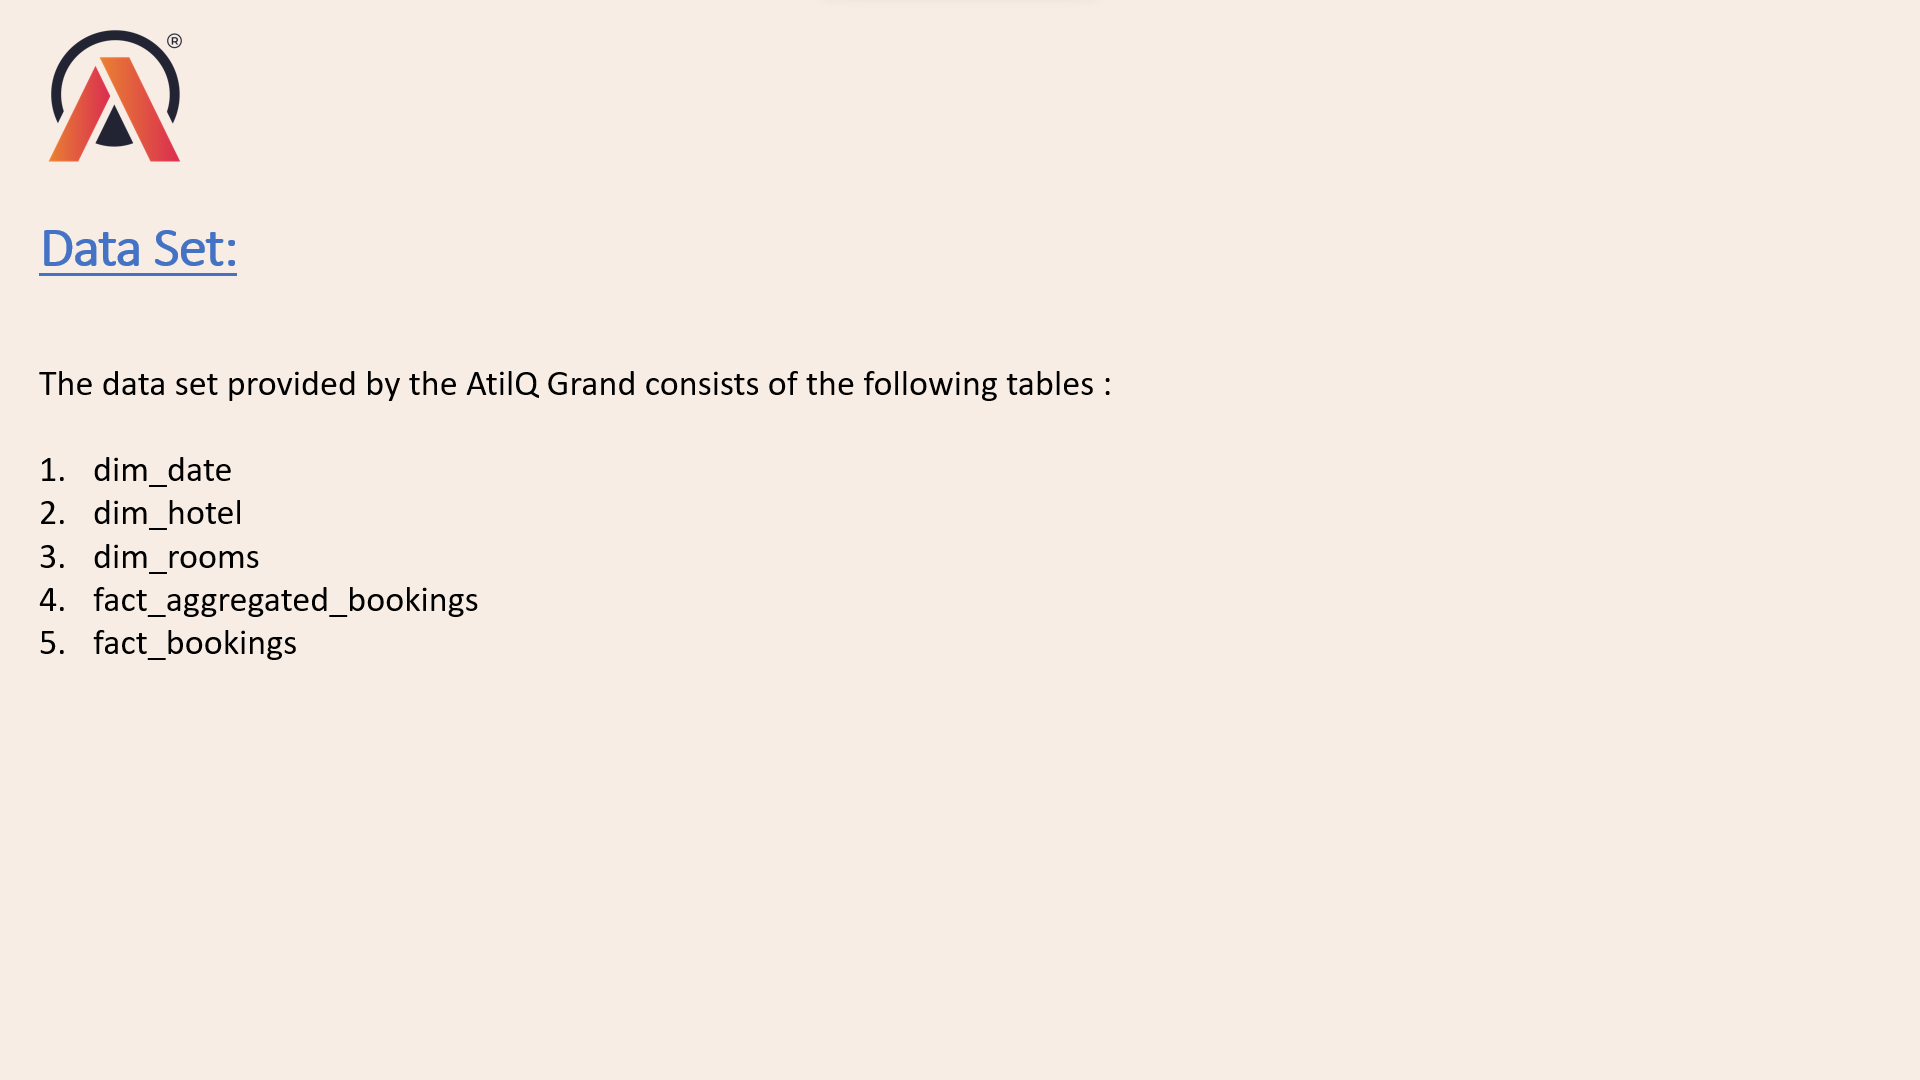 ®
Data Set:
The data set provided by the AtilQ Grand consists of the following tables :
1. dim_date
2. dim_hotel
3. dim_rooms
4. fact_aggregated_bookings
5. fact_bookings